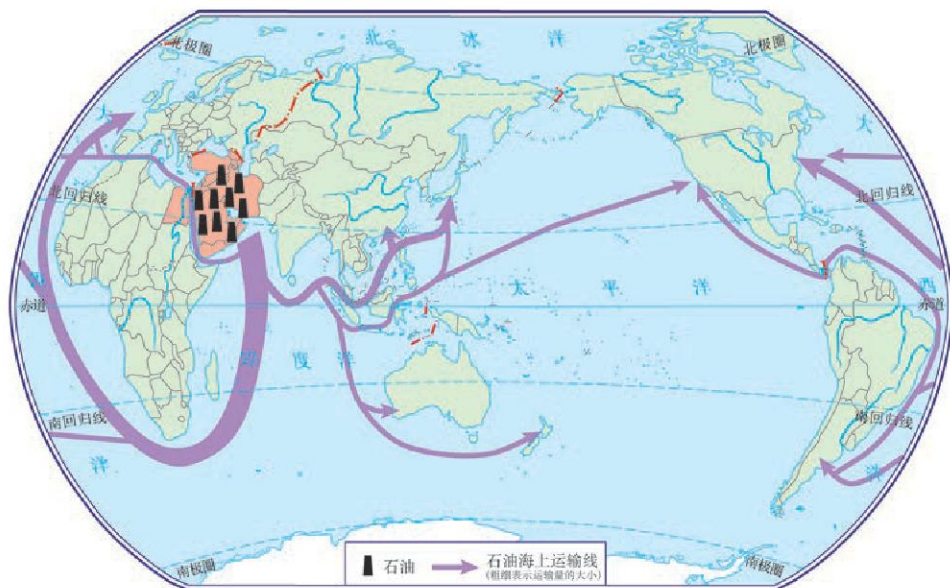 北冰洋
北极圈
北极圈
大
大
北回归线
北回归线
西
西
赤道
太平洋
赤道
印度洋
南回归线
南回归线
洋
洋
南极圈
南极圈
石油
石油海上运输线
(粗细表示运输量的大小)